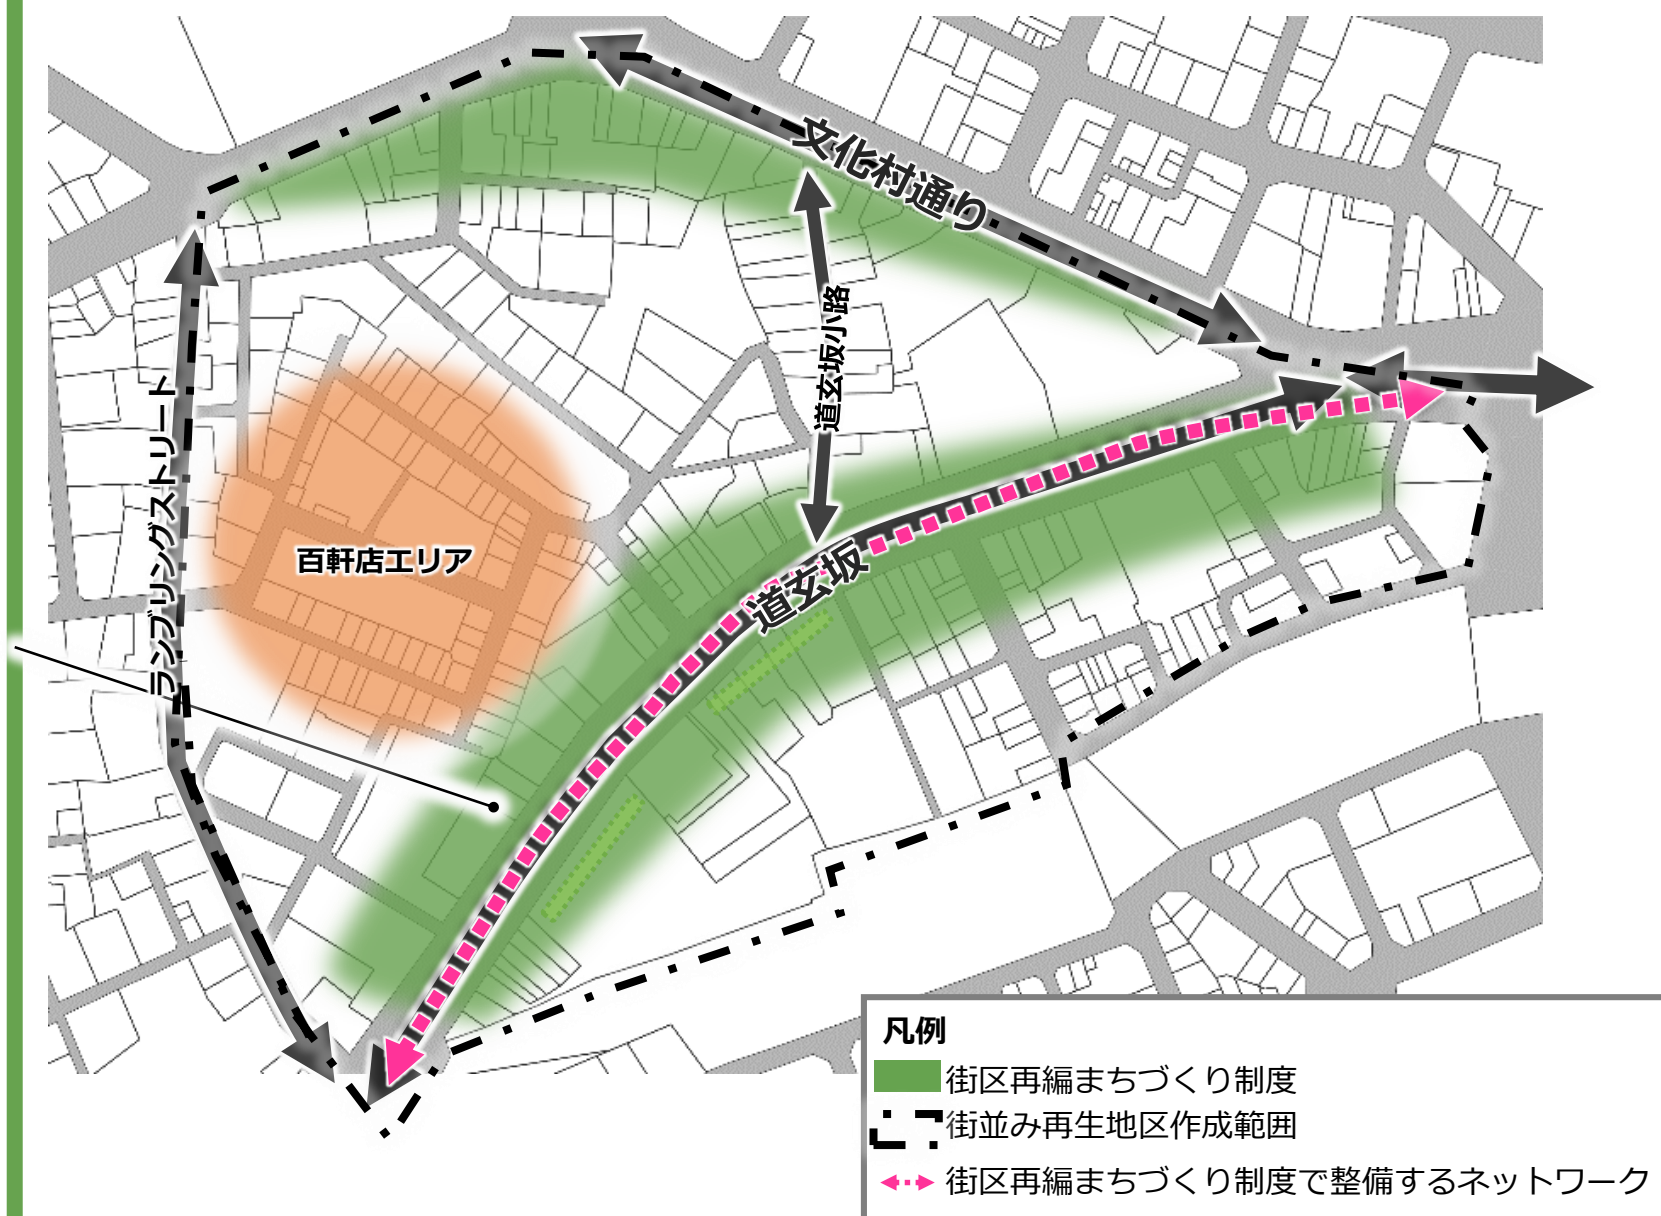 文化村通り
道玄坂小路
ランブリングストリート
百軒店エリア
道玄坂
凡例
街区再編まちづくり制度
街並み再生地区作成範囲
街区再編まちづくり制度で整備するネットワーク